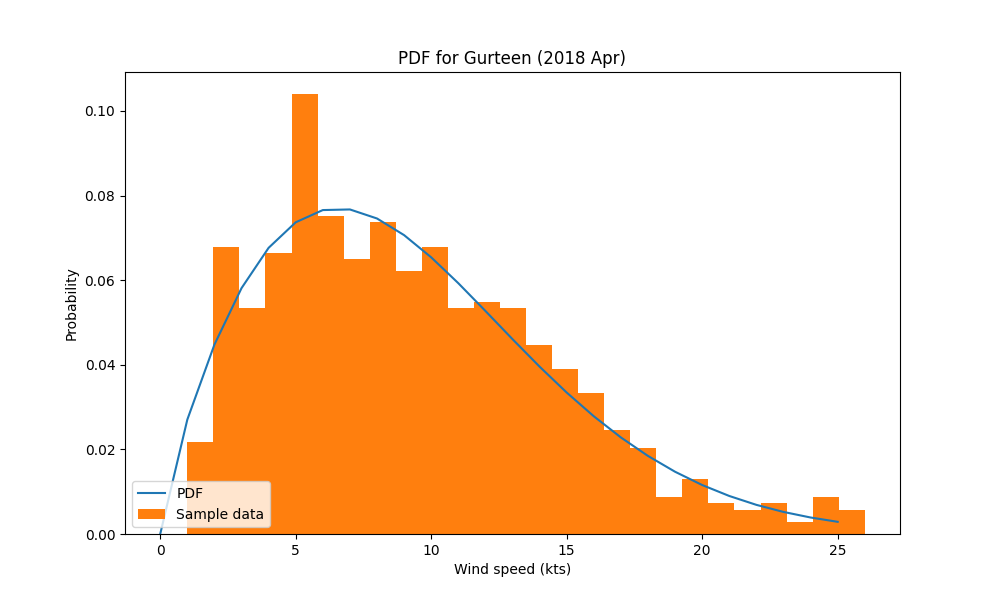 PDF for Gurteen (2018 Apr)
0.10
0.08
0.06
0.04
0.02
0.00
Probability
PDF
Sample data
0 5 10 15 20 25
Wind speed (kts)